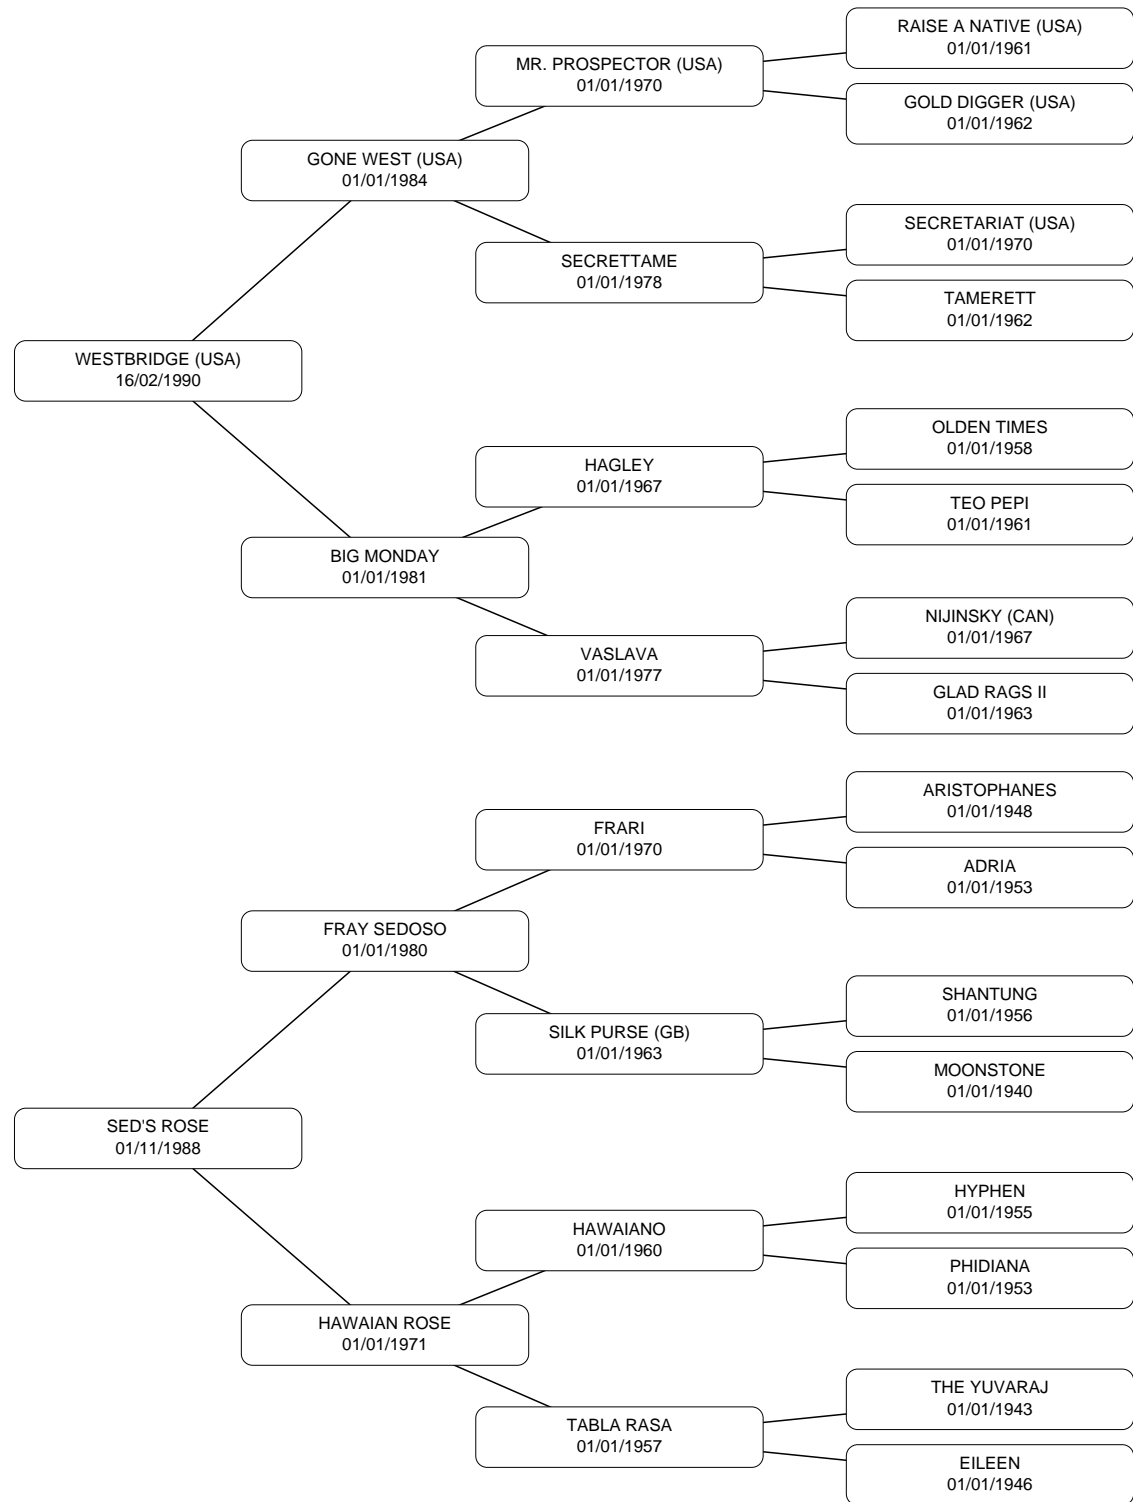 RAISE A NATIVE (USA)
01/01/1961
MR. PROSPECTOR (USA)
01/01/1970
GOLD DIGGER (USA)
01/01/1962
GONE WEST (USA)
01/01/1984
SECRETARIAT (USA)
01/01/1970
SECRETTAME
01/01/1978
TAMERETT
01/01/1962
WESTBRIDGE (USA)
16/02/1990
OLDEN TIMES
01/01/1958
HAGLEY
01/01/1967
TEO PEPI
01/01/1961
BIG MONDAY
01/01/1981
NIJINSKY (CAN)
01/01/1967
VASLAVA
01/01/1977
GLAD RAGS II
01/01/1963
ARISTOPHANES
01/01/1948
FRARI
01/01/1970
ADRIA
01/01/1953
FRAY SEDOSO
01/01/1980
SHANTUNG
01/01/1956
SILK PURSE (GB)
01/01/1963
MOONSTONE
01/01/1940
SED'S ROSE
01/11/1988
HYPHEN
01/01/1955
HAWAIANO
01/01/1960
PHIDIANA
01/01/1953
HAWAIAN ROSE
01/01/1971
THE YUVARAJ
01/01/1943
TABLA RASA
01/01/1957
EILEEN
01/01/1946